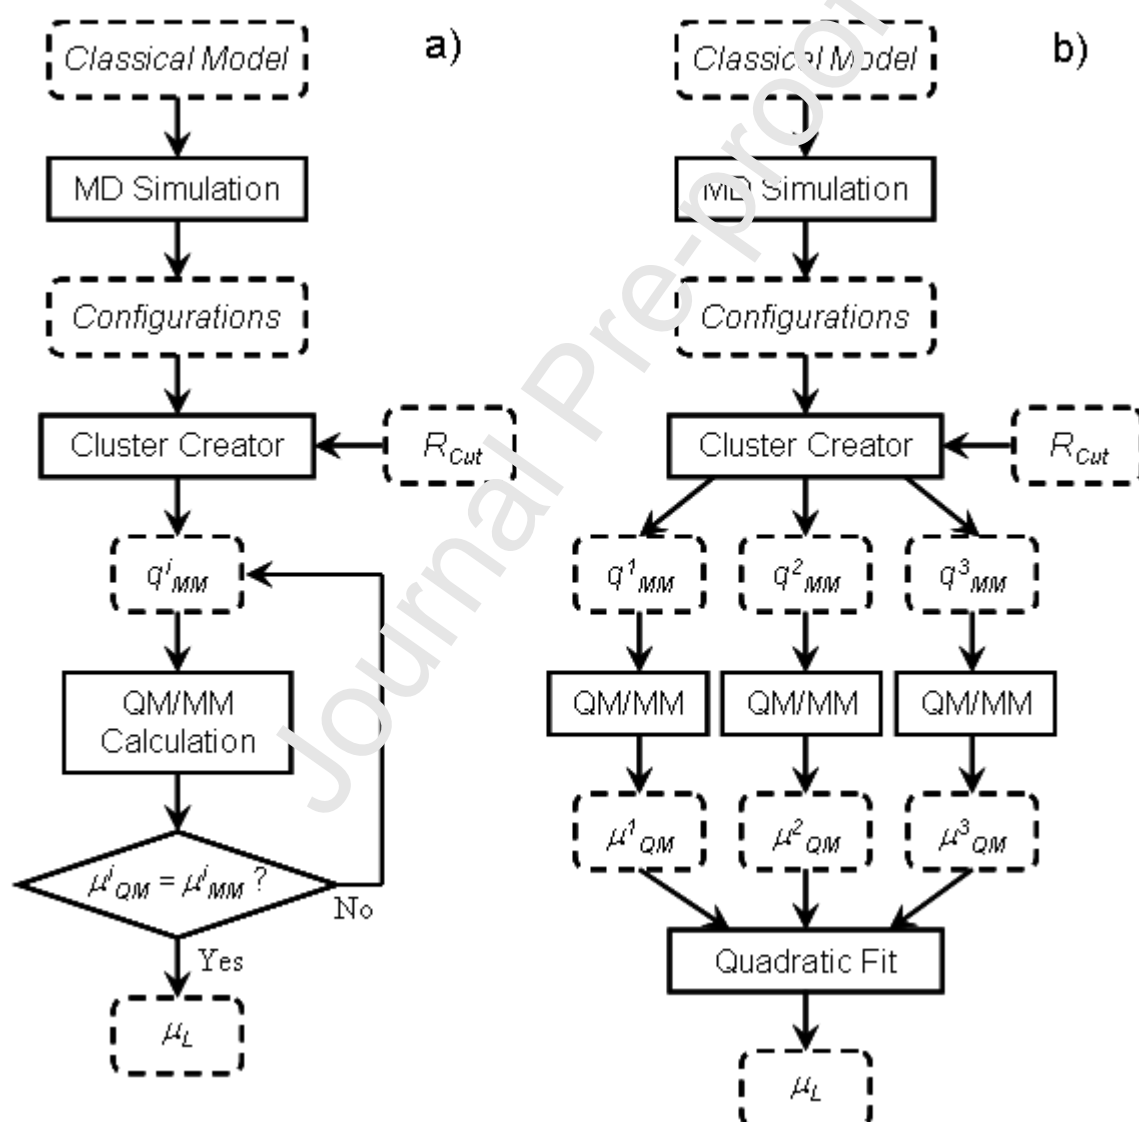 a)
Classical Model
MD Simulation
Configurations
Cluster Creator
R_Cut
q^i_MM
QM/MM
Calculation
μ^i_QM = μ^i_MM ?
No
Yes
μ_L
b)
Classical Model
MD Simulation
Configurations
Cluster Creator
R_Cut
q^1_MM
q^2_MM
q^3_MM
QM/MM
QM/MM
QM/MM
μ^1_QM
μ^2_QM
μ^3_QM
Quadratic Fit
μ_L
Journal Pre-proof